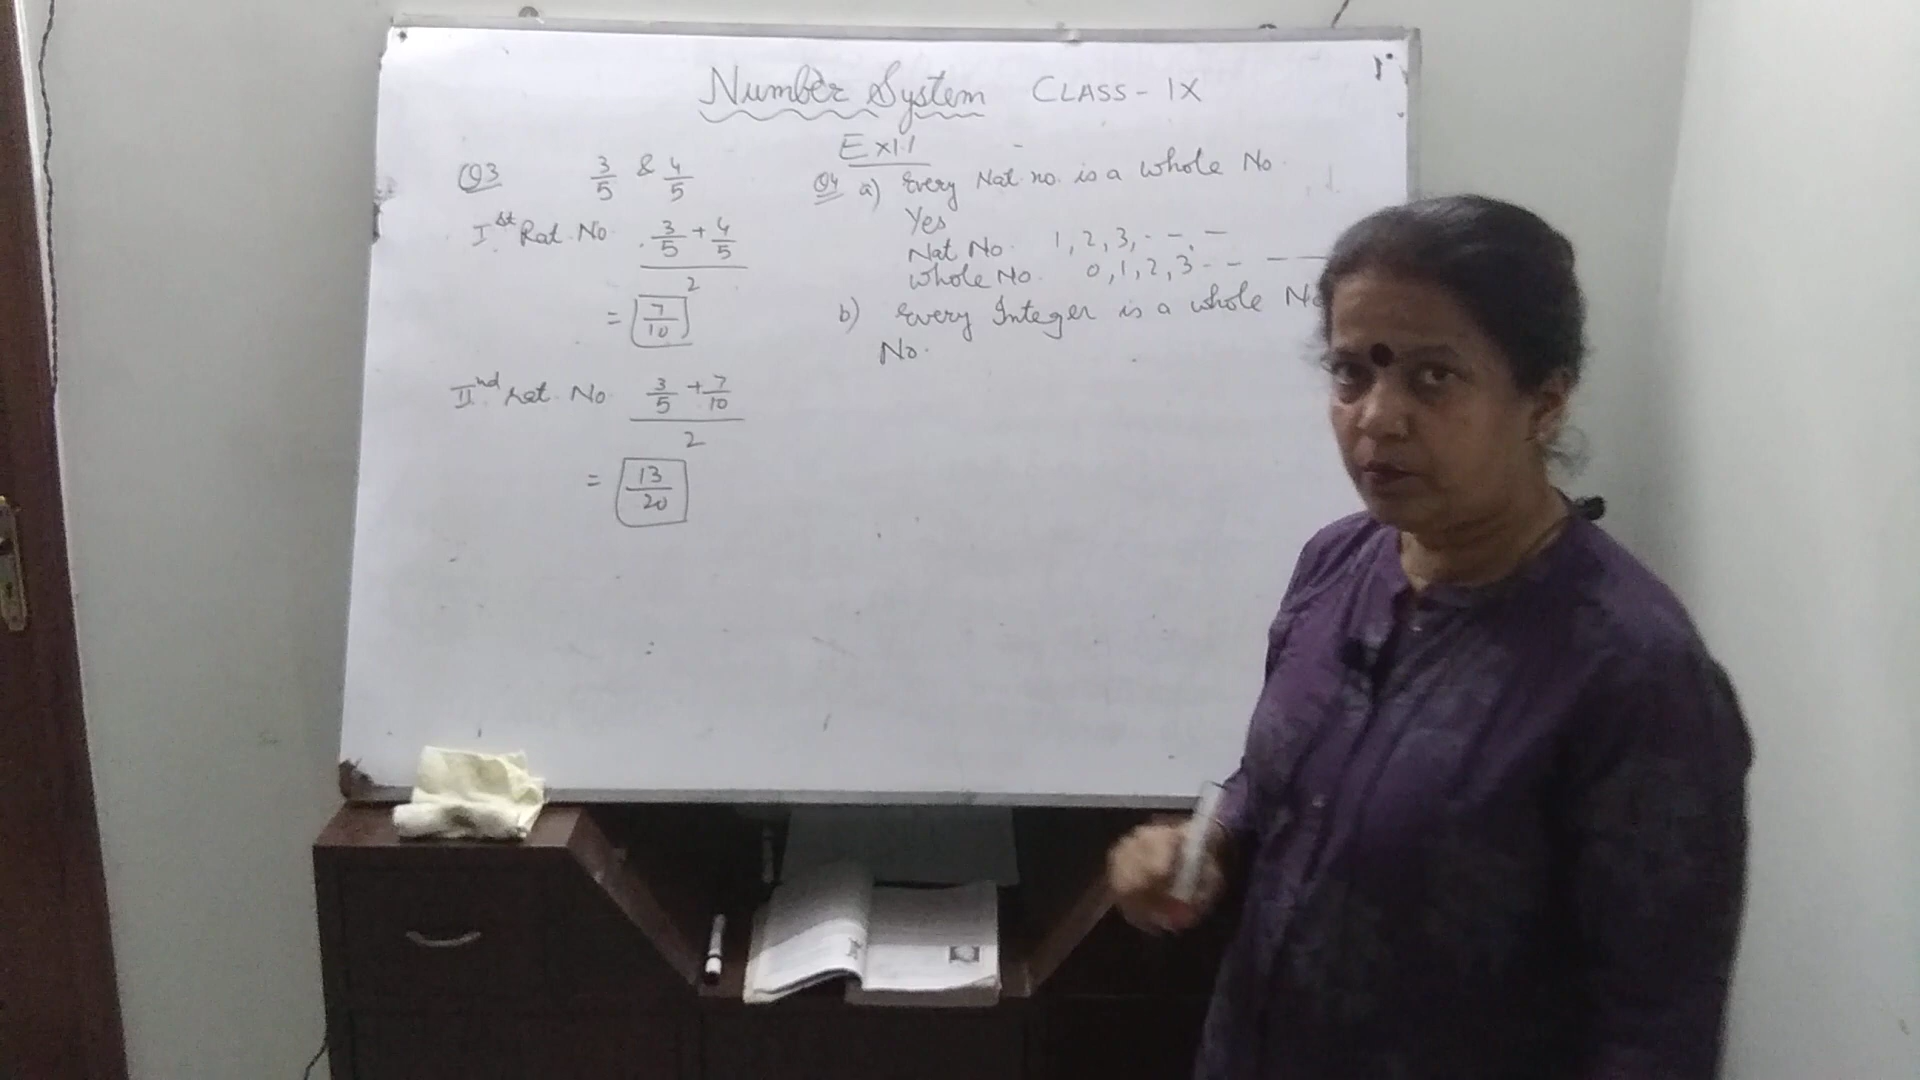 Number System CLASS - IX
Ex 1.1
Q3 3/5 & 4/5
Ist Rat. No 3/5 + 4/5
2
= 7/10
IInd rat. No 3/5 + 7/10
2
= 13/20
Q4 a) Every Nat no. is a whole No
Yes
Nat No. 1, 2, 3, - - -
whole No. 0, 1, 2, 3 - - - -
b) Every Integer is a whole No
No.